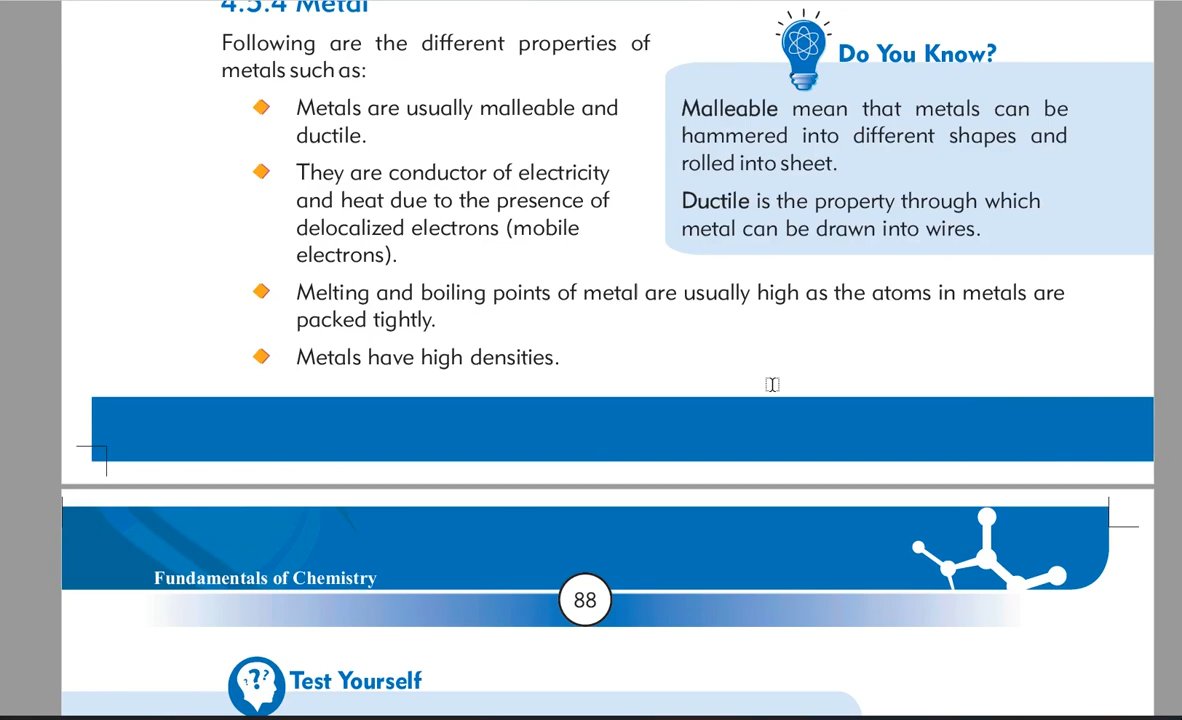 4.5.4 Metal
Following are the different properties of
metals such as:
Metals are usually malleable and
ductile.
They are conductor of electricity
and heat due to the presence of
delocalized electrons (mobile
electrons).
Do You Know?
Malleable mean that metals can be
hammered into different shapes and
rolled into sheet.
Ductile is the property through which
metal can be drawn into wires.
Melting and boiling points of metal are usually high as the atoms in metals are
packed tightly.
Metals have high densities.
Fundamentals of Chemistry
88
???
Test Yourself